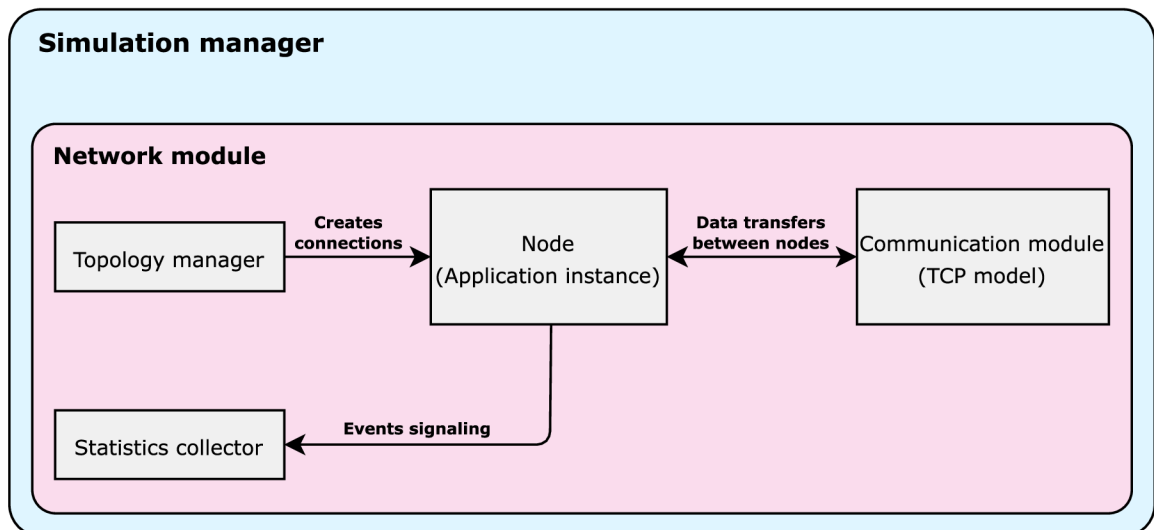 Simulation manager
Network module
Topology manager
Creates
connections
Node
(Application instance)
Data transfers
between nodes
Communication module
(TCP model)
Statistics collector
Events signaling